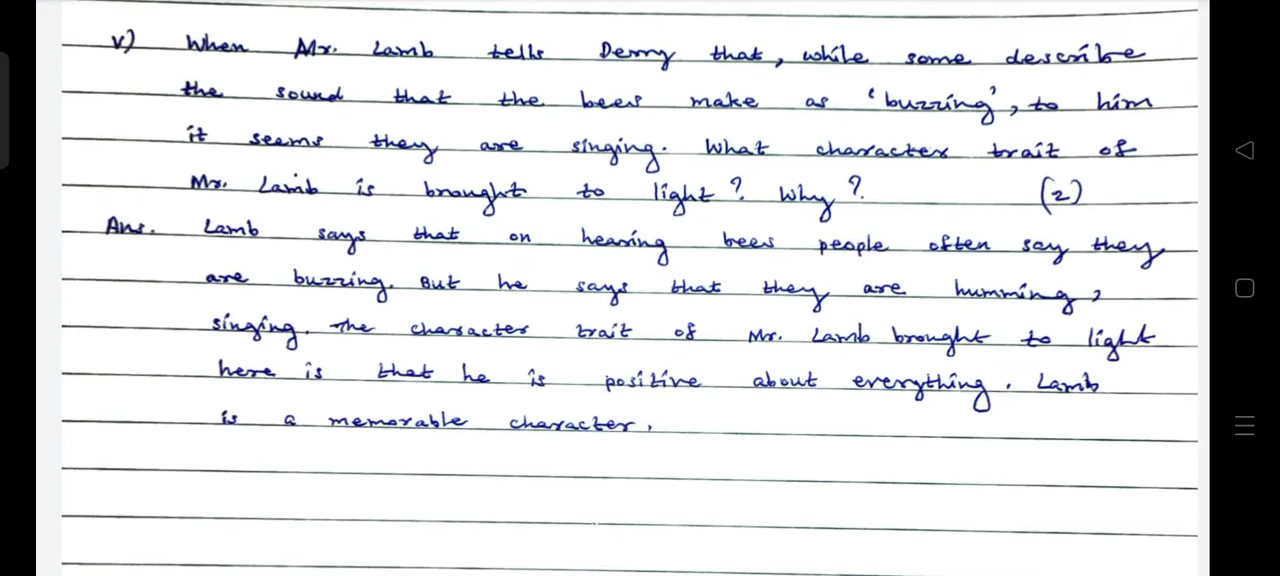 v) When Mr. Lamb tells Derry that, while some describe
the sound that the bees make as 'buzzing', to him
it seems they are singing. What character trait of
Mr. Lamb is brought to light? Why? (2)
Ans. Lamb says that on hearing bees people often say they
are buzzing. But he says that they are humming,
singing. The character trait of Mr. Lamb brought to light
here is that he is positive about everything. Lamb
is a memorable character.